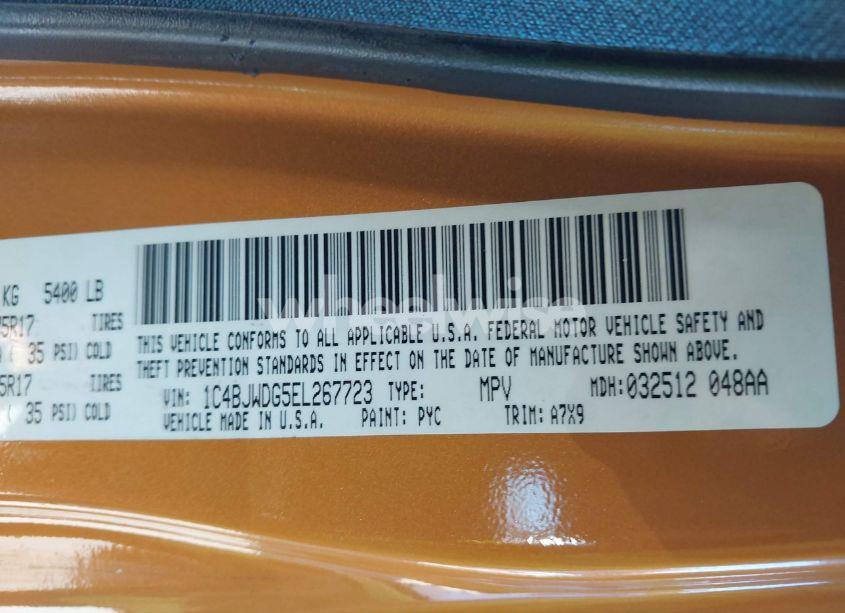 KG 5400 LB
5R17 TIRES
( 35 PSI) COLD
5R17 TIRES
( 35 PSI) COLD
wheelwise
THIS VEHICLE CONFORMS TO ALL APPLICABLE U.S.A. FEDERAL MOTOR VEHICLE SAFETY AND
THEFT PREVENTION STANDARDS IN EFFECT ON THE DATE OF MANUFACTURE SHOWN ABOVE.
VIN: 1C4BJWDG5EL267723 TYPE: MPV MDH: 032512 048AA
VEHICLE MADE IN U.S.A. PAINT: PYC TRIM: A7X9